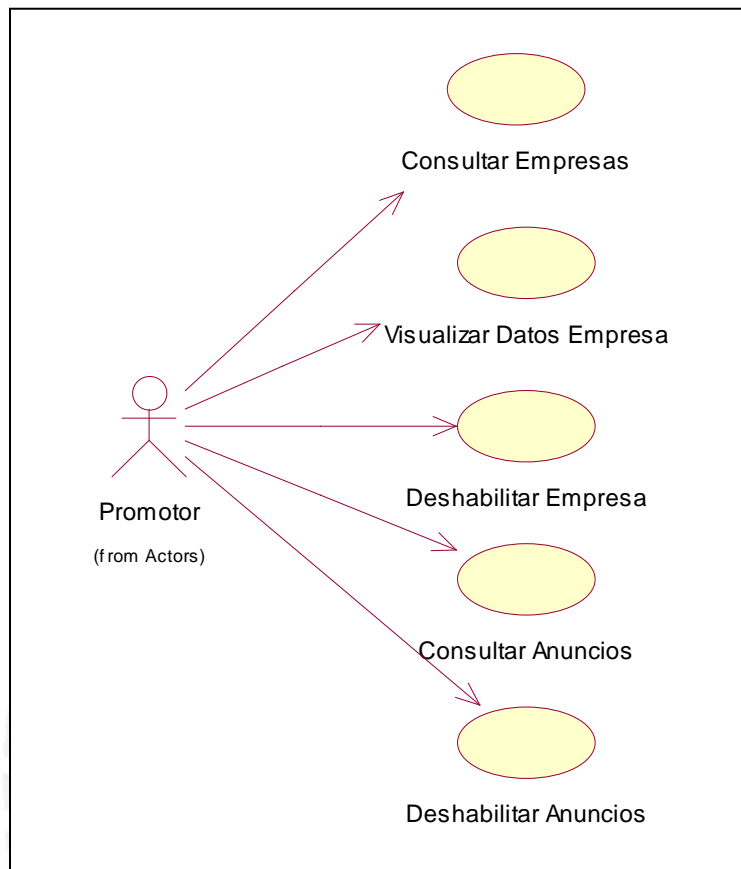 Consultar Empresas
Visualizar Datos Empresa
Deshabilitar Empresa
Promotor
(from Actors)
Consultar Anuncios
Deshabilitar Anuncios